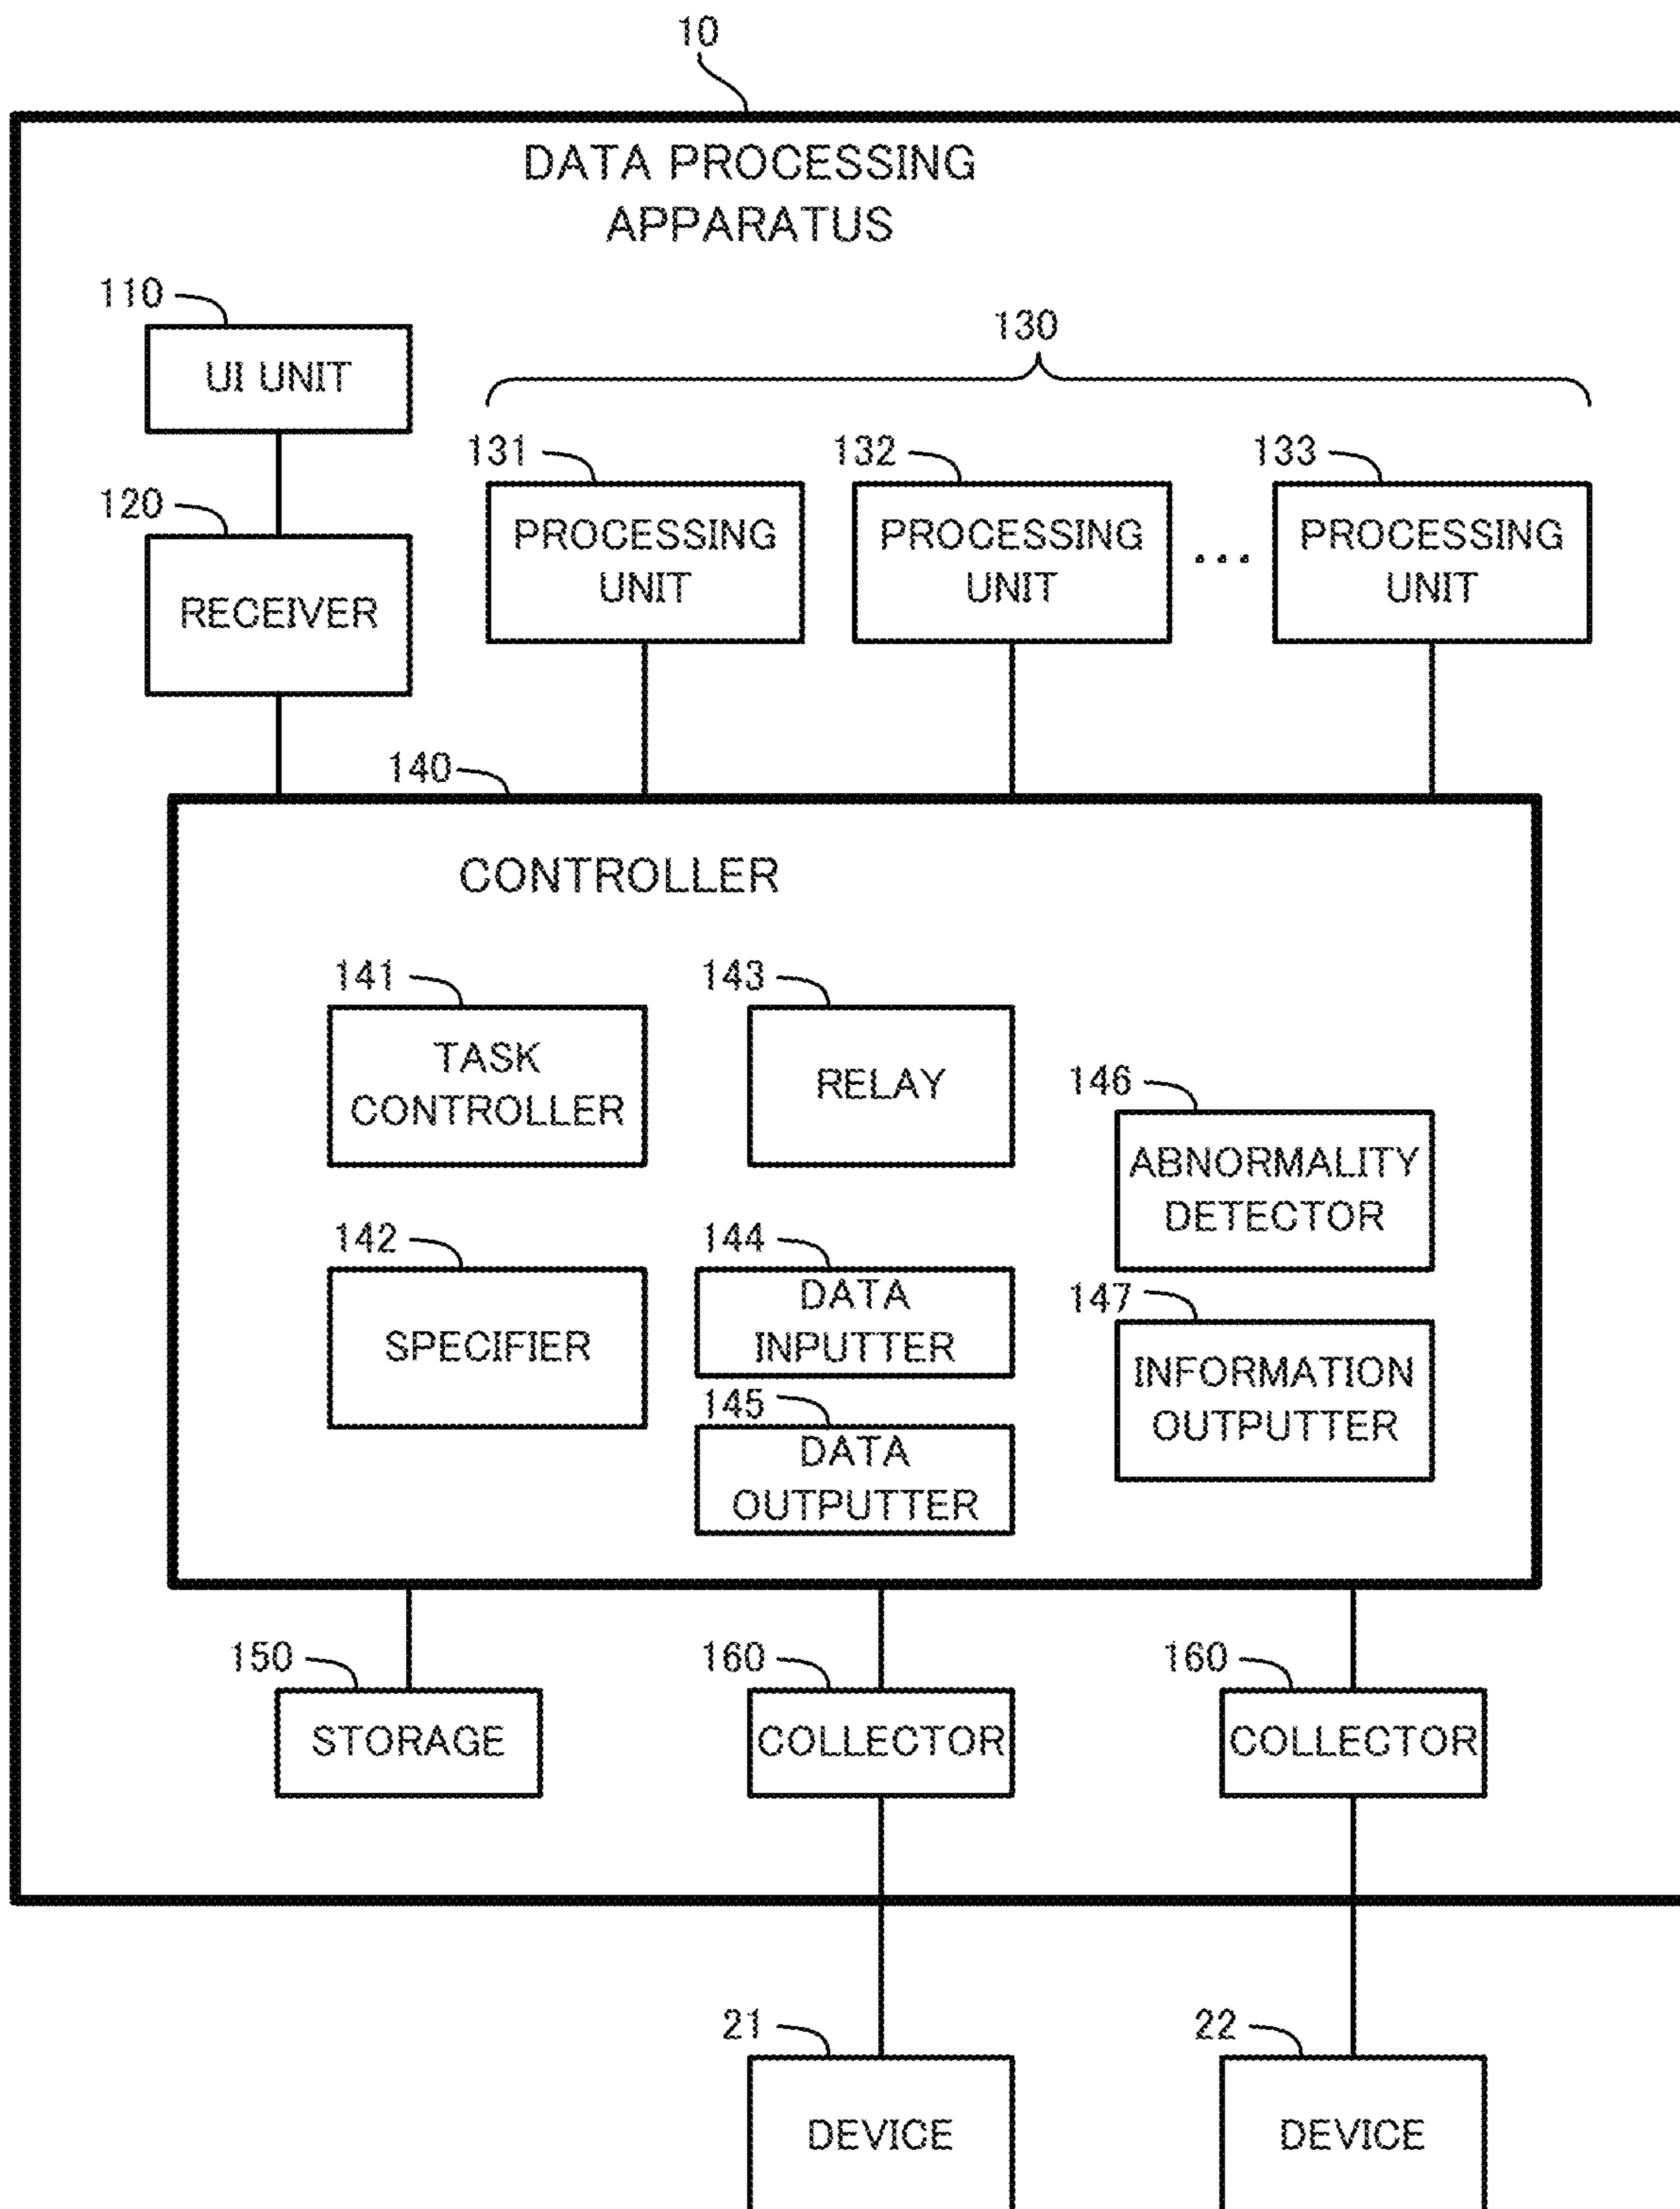 10
DATA PROCESSING
APPARATUS
110
UI UNIT
130
131
132
133
120
PROCESSING
UNIT
PROCESSING
UNIT
...
PROCESSING
UNIT
RECEIVER
140
CONTROLLER
141
TASK
CONTROLLER
143
RELAY
146
ABNORMALITY
DETECTOR
142
SPECIFIER
144
DATA
INPUTTER
147
INFORMATION
OUTPUTTER
145
DATA
OUTPUTTER
150
STORAGE
160
COLLECTOR
160
COLLECTOR
21
DEVICE
22
DEVICE